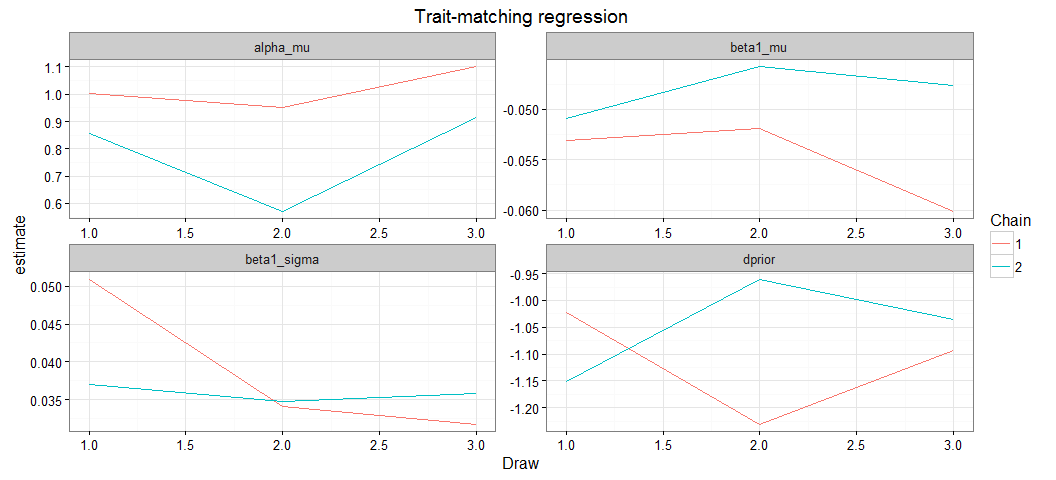 Trait-matching regression
alpha_mu
beta1_mu
1.1
1.0
0.9
0.8
0.7
0.6
-0.050
-0.055
-0.060
1.0 1.5 2.0 2.5 3.0
1.0 1.5 2.0 2.5 3.0
estimate
beta1_sigma
dprior
0.050
0.045
0.040
0.035
-0.95
-1.00
-1.05
-1.10
-1.15
-1.20
1.0 1.5 2.0 2.5 3.0
1.0 1.5 2.0 2.5 3.0
Draw
Chain
1
2